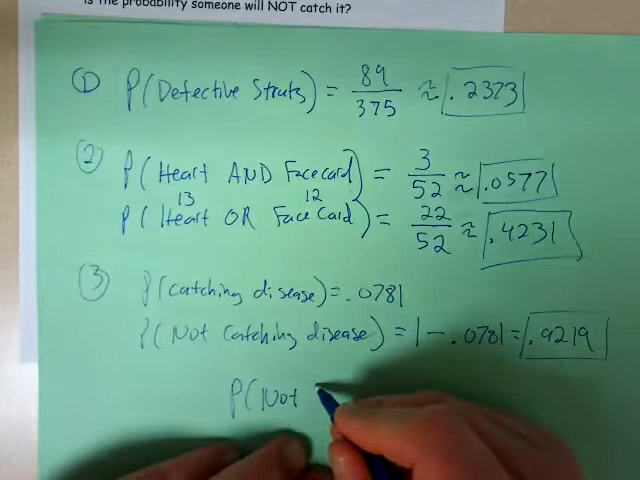 is the probability someone will NOT catch it?
① P(Defective Struts) = 89/375 ≈ .2373
② P(Heart AND Facecard) = 3/52 ≈ .0577
13 12
P(Heart OR Face Card) = 22/52 ≈ .4231
③ P(catching disease) = .0781
P(Not Catching disease) = 1 - .0781 = .9219
P(Not